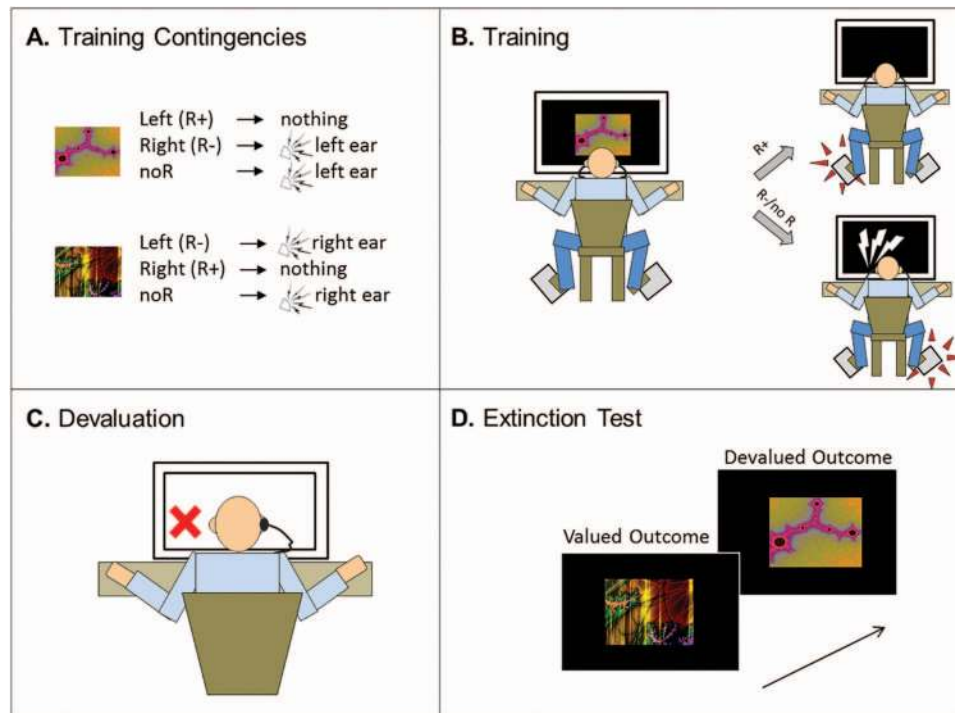 A. Training Contingencies
Left (R+) → nothing
Right (R-) → left ear
noR → left ear
Left (R-) → right ear
Right (R+) → nothing
noR → right ear
B. Training
R+
R-/no R
C. Devaluation
D. Extinction Test
Devalued Outcome
Valued Outcome